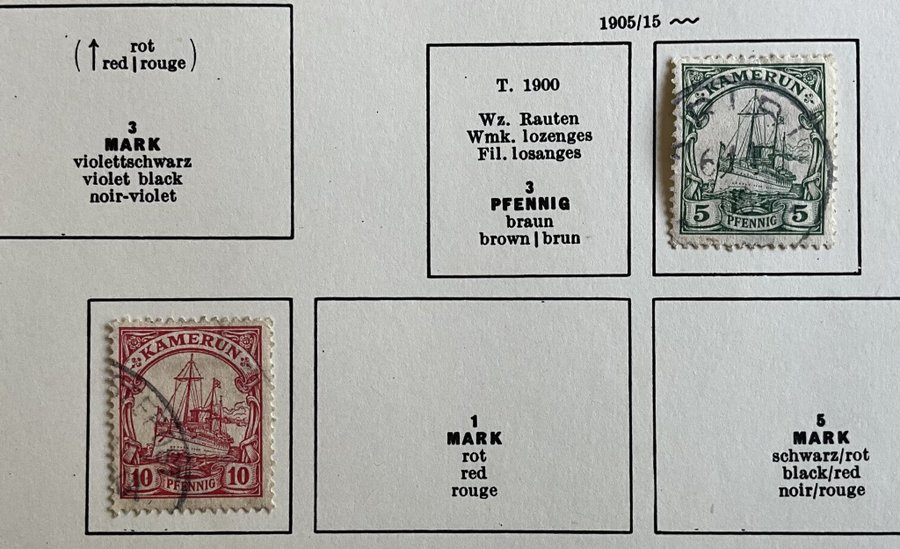 1905/15
( ↑ rot
red | rouge )
3
MARK
violettschwarz
violet black
noir-violet
T. 1900
Wz. Rauten
Wmk. lozenges
Fil. losanges
3
PFENNIG
braun
brown | brun
KAMERUN
5 PFENNIG 5
KAMERUN
10 PFENNIG 10
1
MARK
rot
red
rouge
5
MARK
schwarz/rot
black/red
noir/rouge